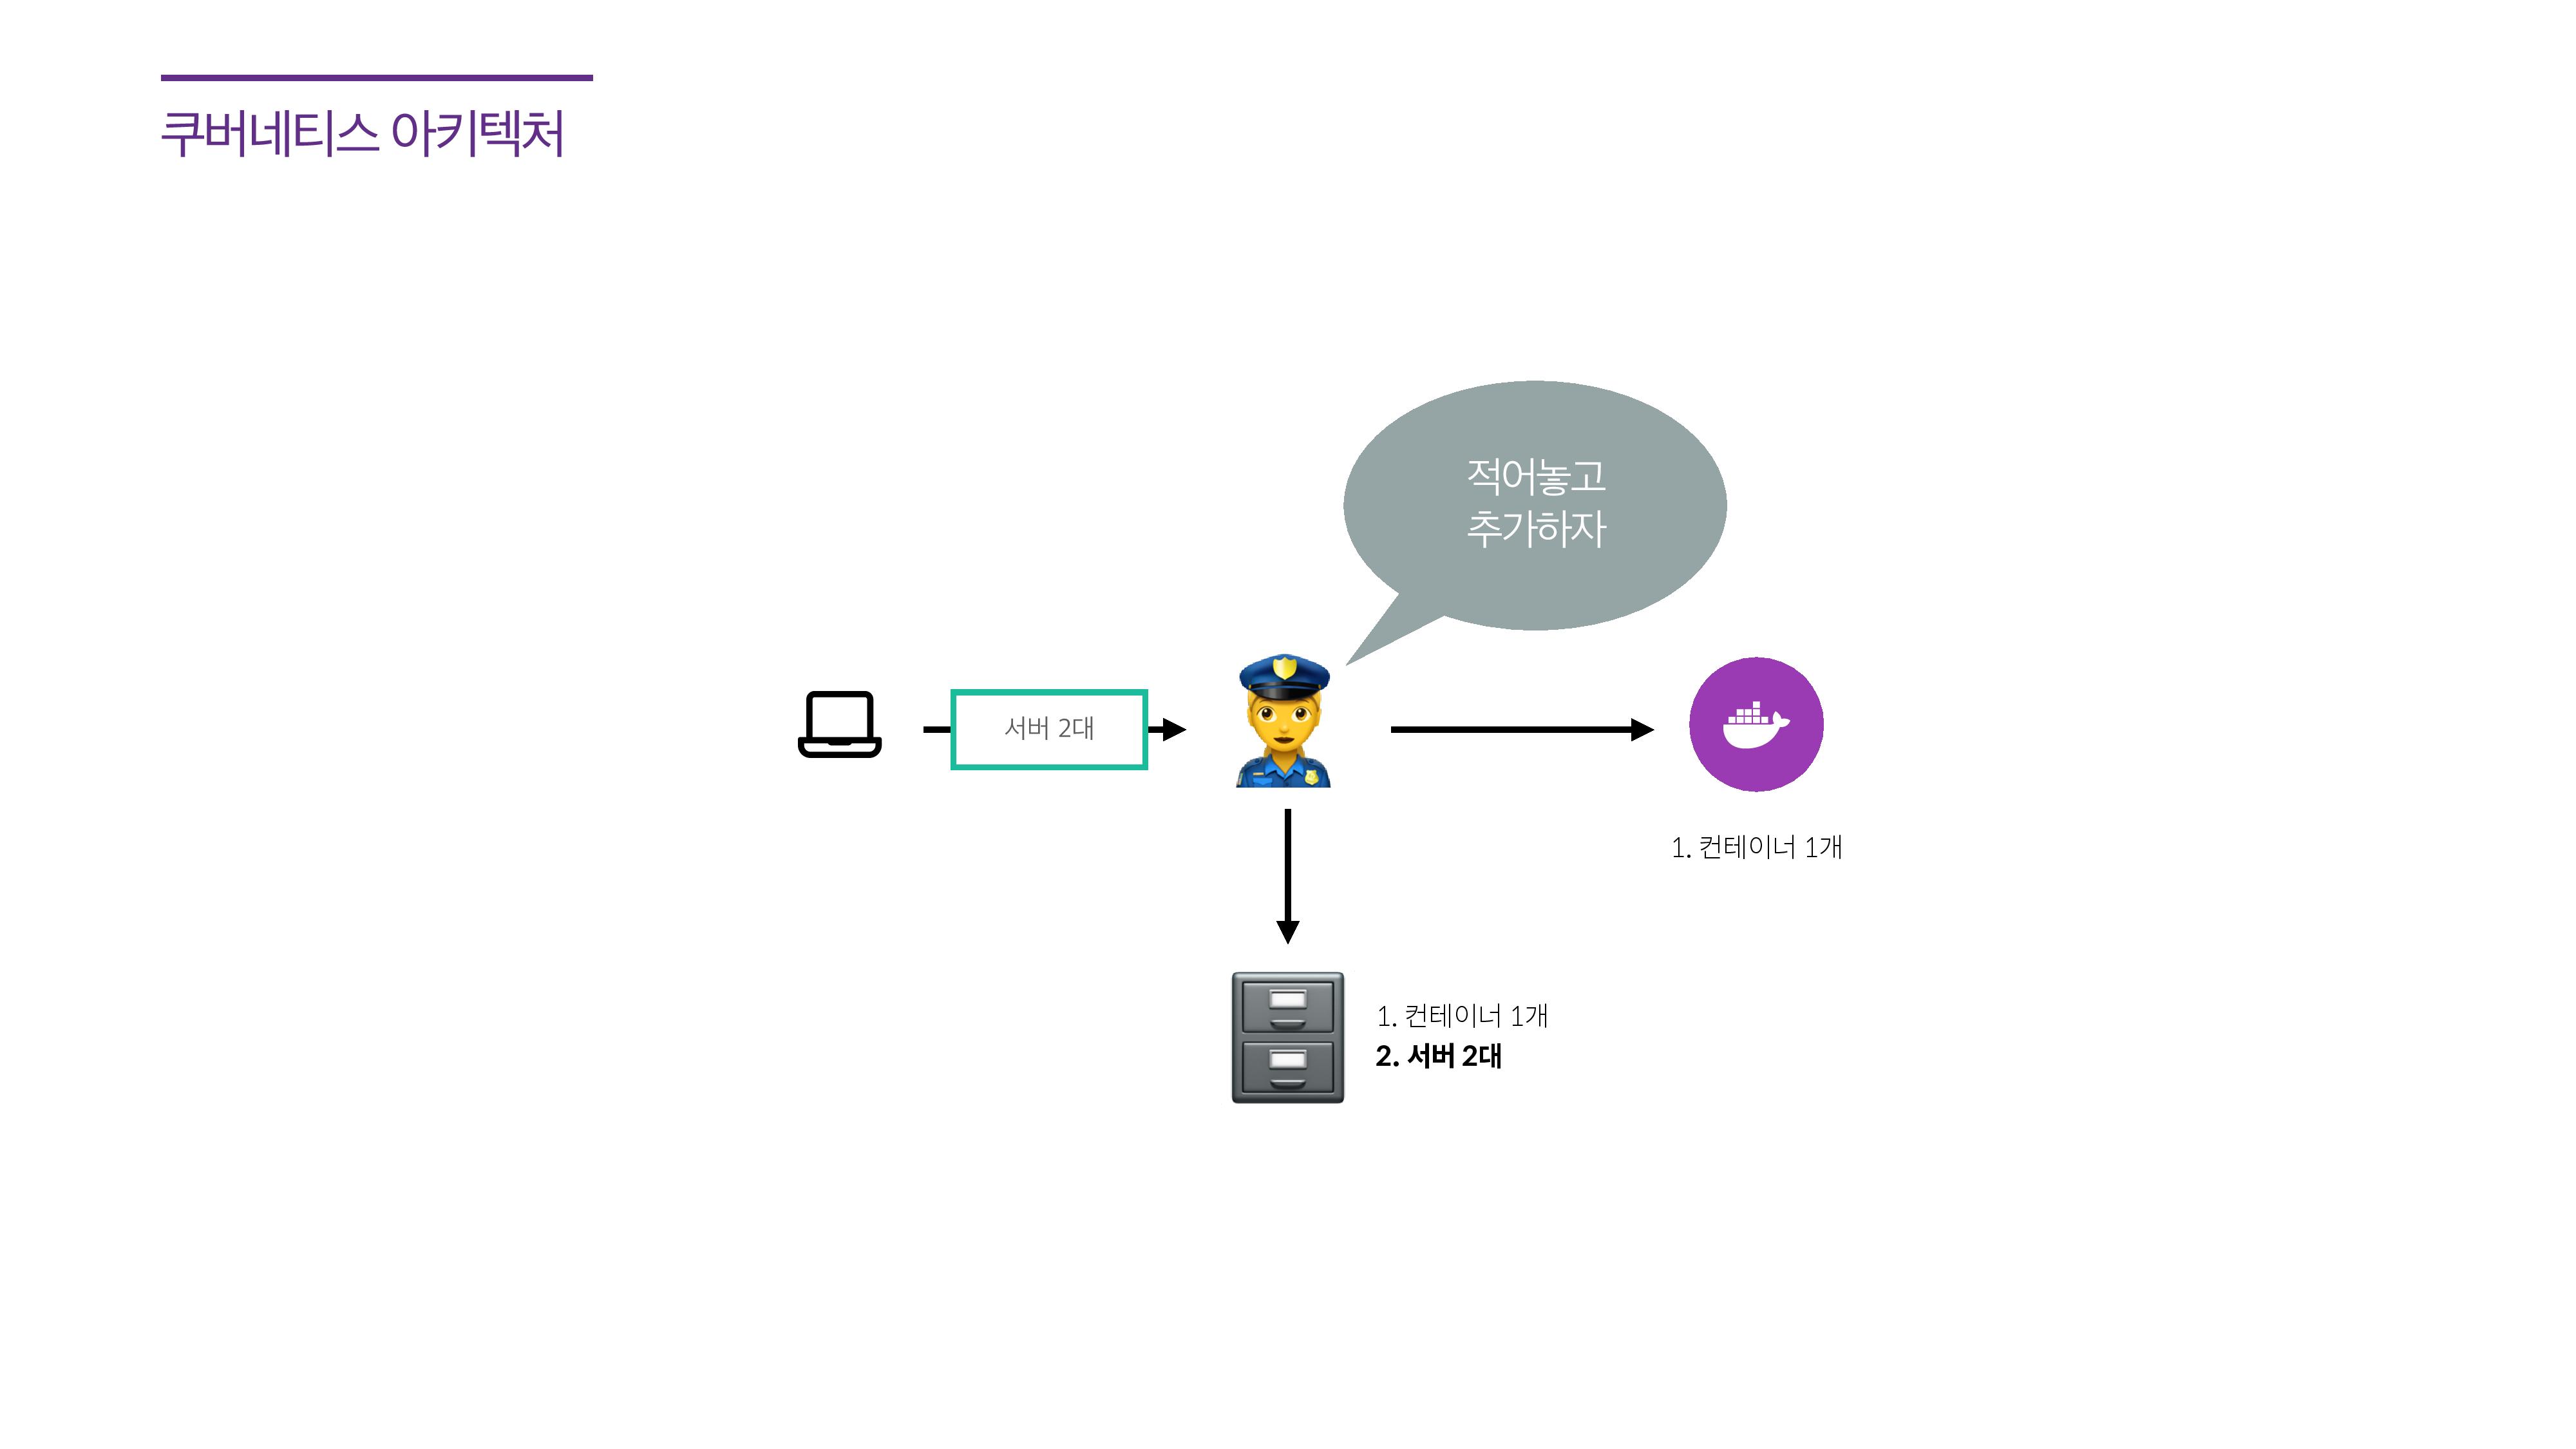 쿠버네티스 아키텍처
적어놓고
추가하자
서버 2대
1. 컨테이너 1개
1. 컨테이너 1개
2. 서버 2대